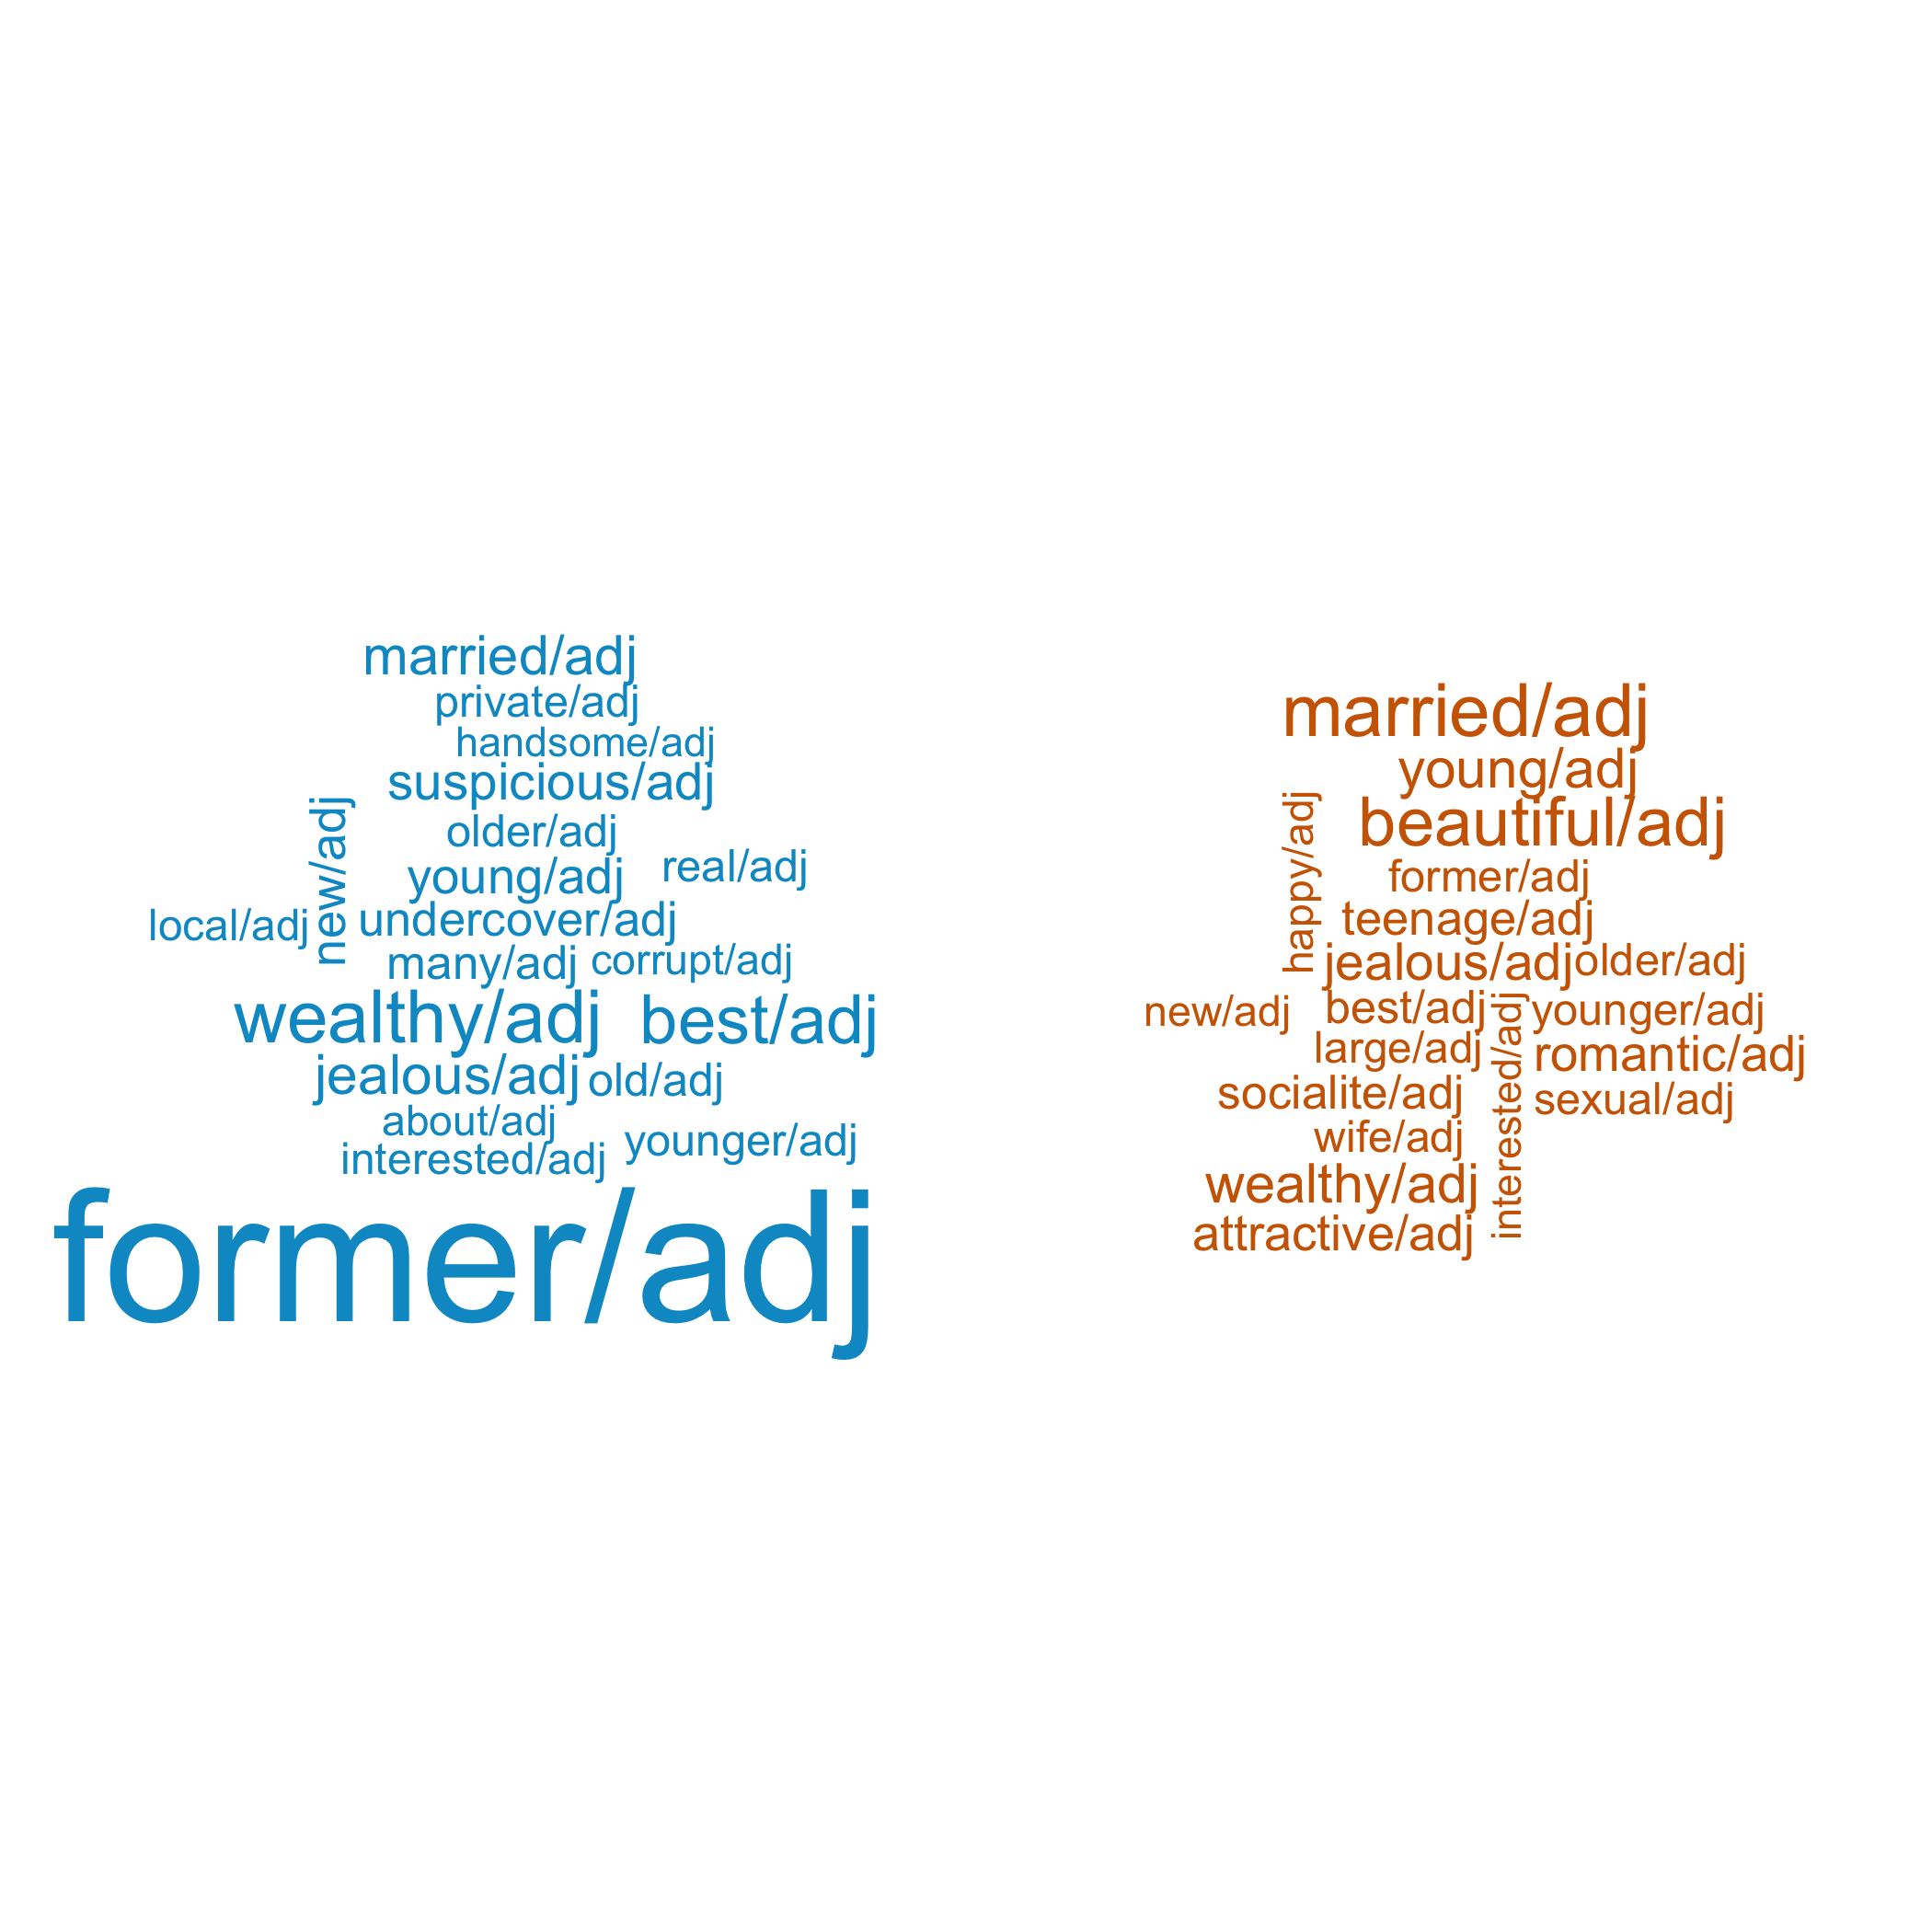 married/adj
private/adj
handsome/adj
suspicious/adj
new/adj
older/adj
young/adj
real/adj
local/adj
undercover/adj
many/adj
corrupt/adj
wealthy/adj
best/adj
jealous/adj
old/adj
about/adj
interested/adj
younger/adj
former/adj
married/adj
young/adj
beautiful/adj
happy/adj
former/adj
teenage/adj
jealous/adj
older/adj
new/adj
best/adj
younger/adj
large/adj
interested/adj
romantic/adj
socialite/adj
sexual/adj
wife/adj
wealthy/adj
attractive/adj